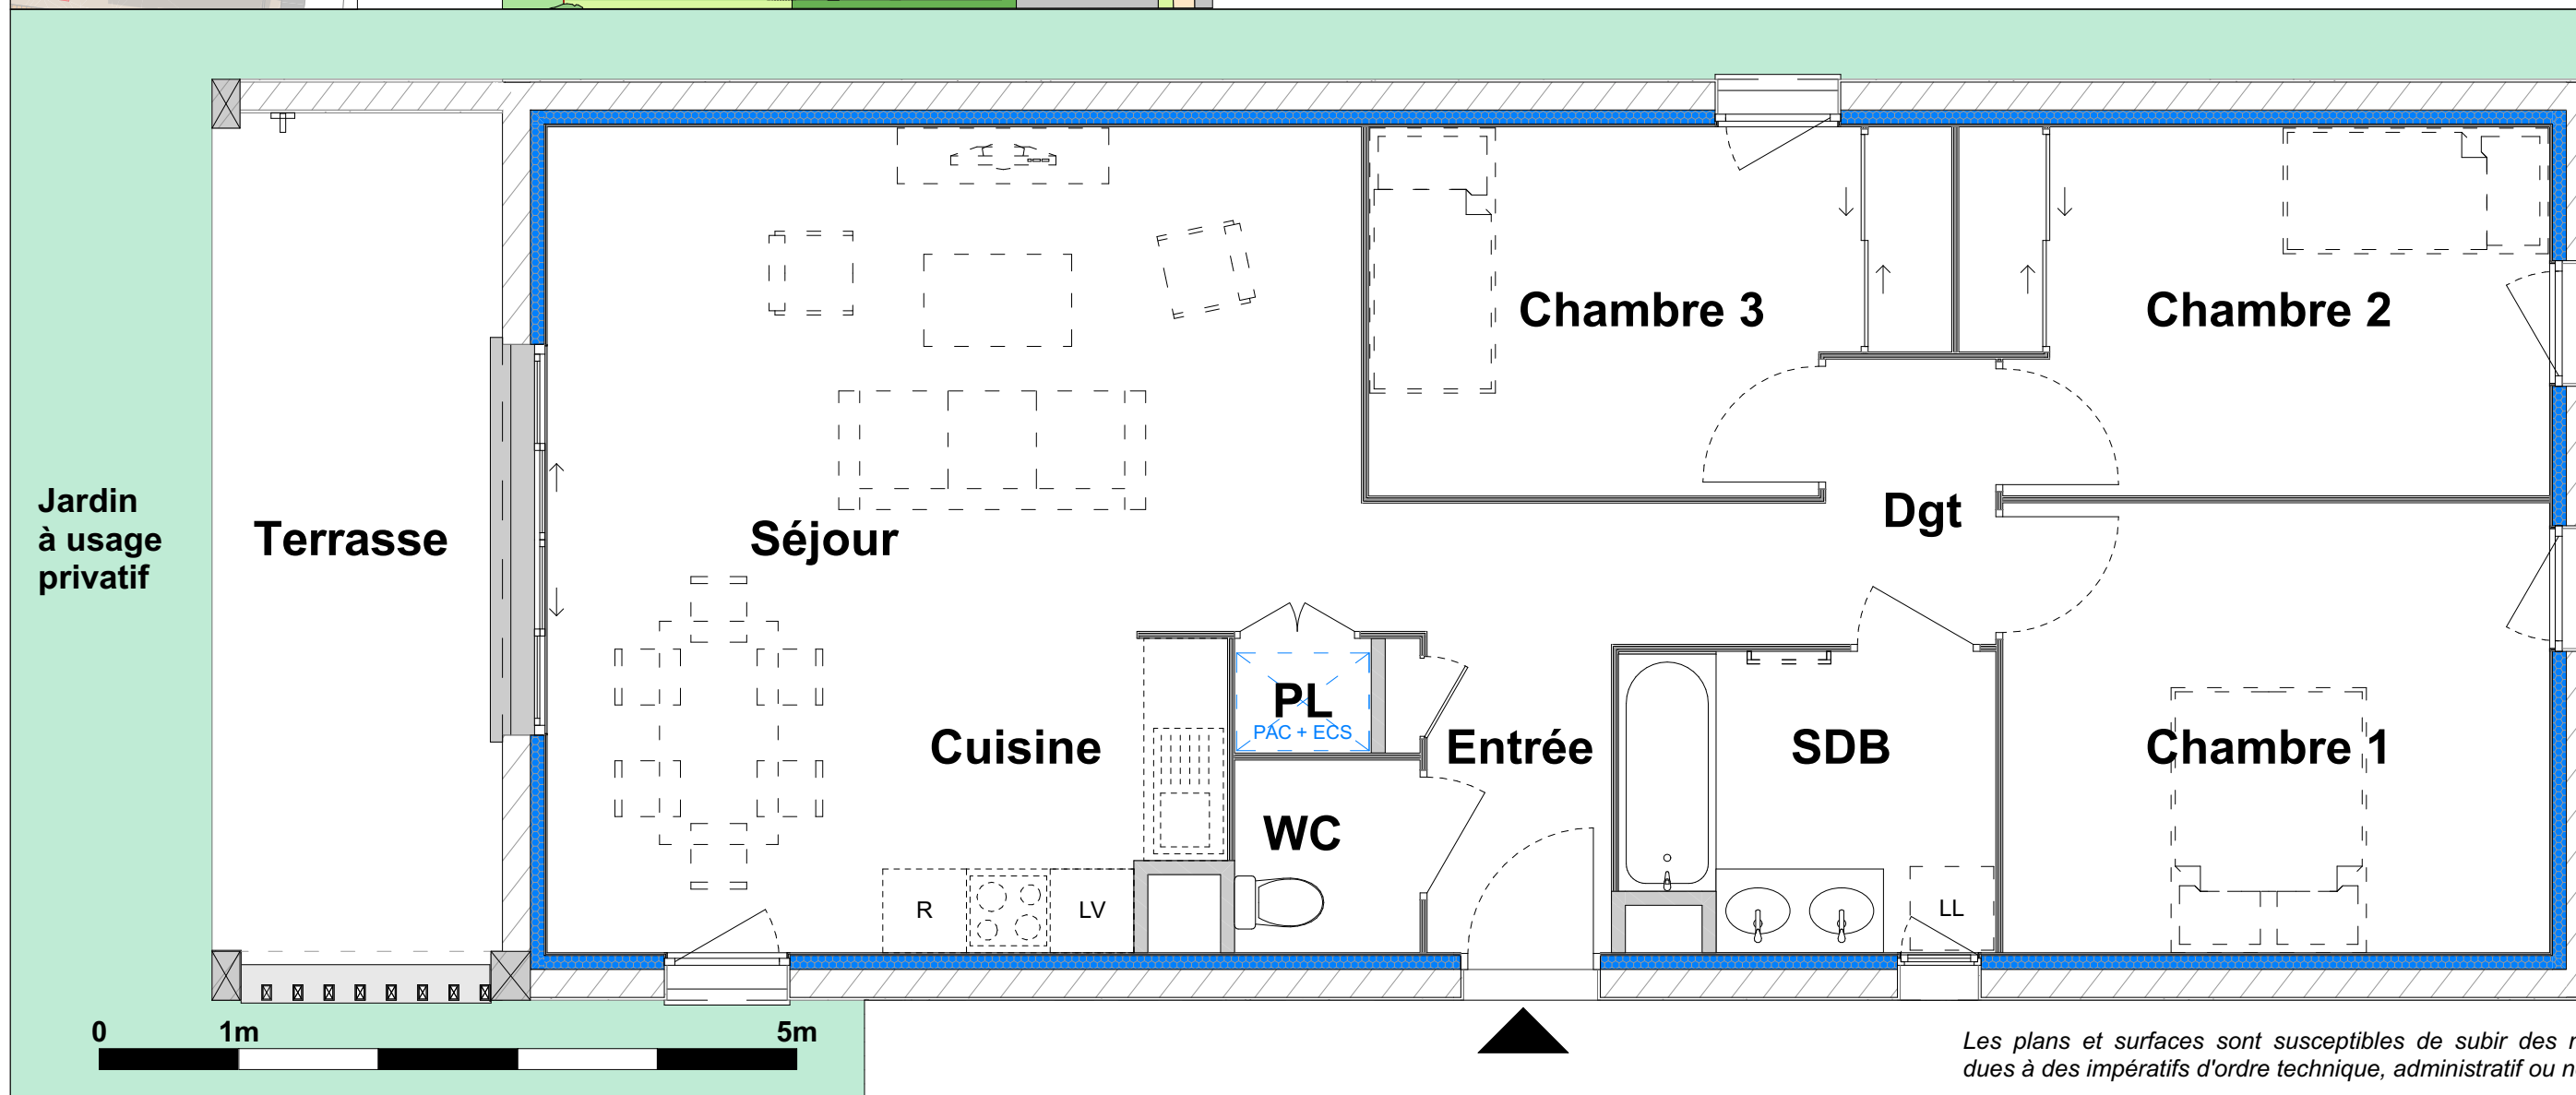 Chambre 3
Chambre 2
Jardin
à usage
privatif
Terrasse
Séjour
Dgt
PL
PAC + ECS
Cuisine
Entrée
SDB
Chambre 1
WC
R
LV
LL
0 1m 5m
Les plans et surfaces sont susceptibles de subir des
dues à des impératifs d'ordre technique, administratif ou